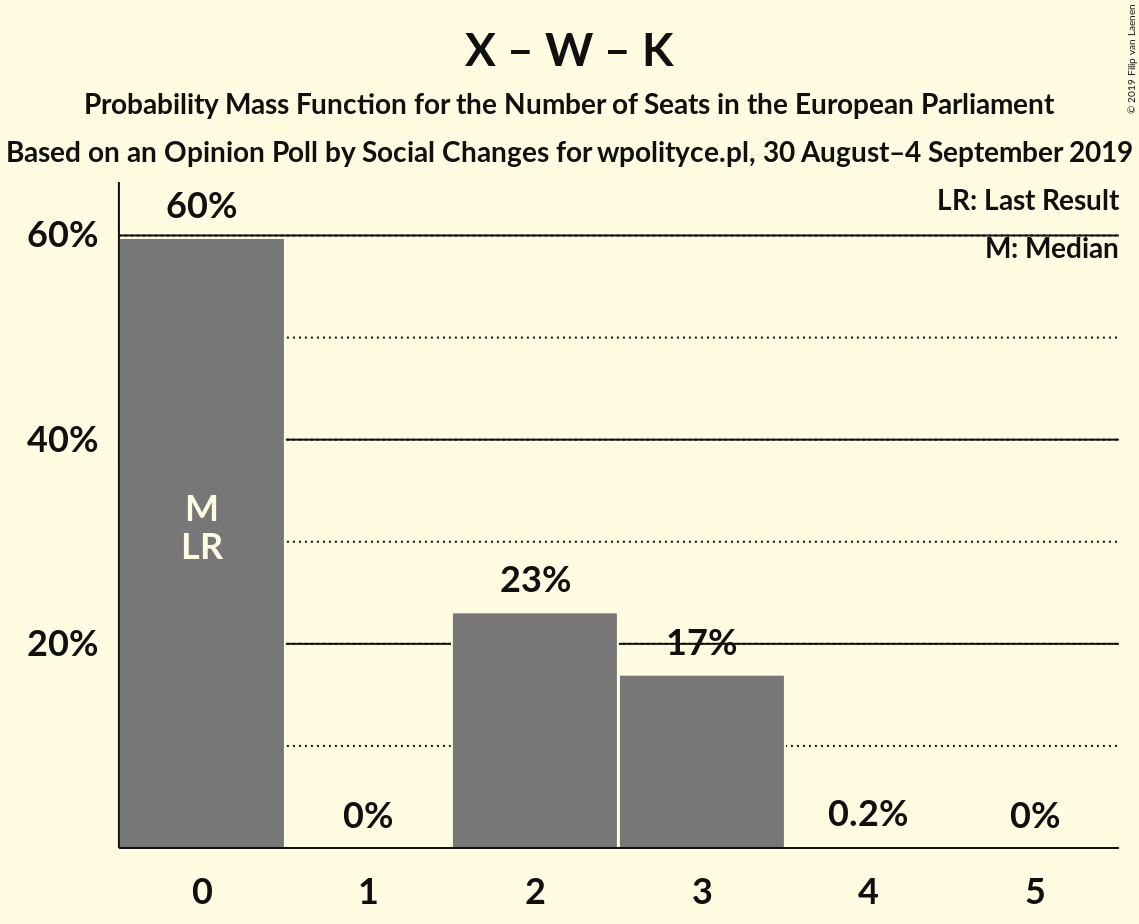 X – W – K
Probability Mass Function for the Number of Seats in the European Parliament
Based on an Opinion Poll by Social Changes for wpolityce.pl, 30 August–4 September 2019
© 2019 Filip van Laenen
LR: Last Result
M: Median
60%
40%
20%
60%
M
LR
0%
23%
17%
0.2%
0%
0 1 2 3 4 5